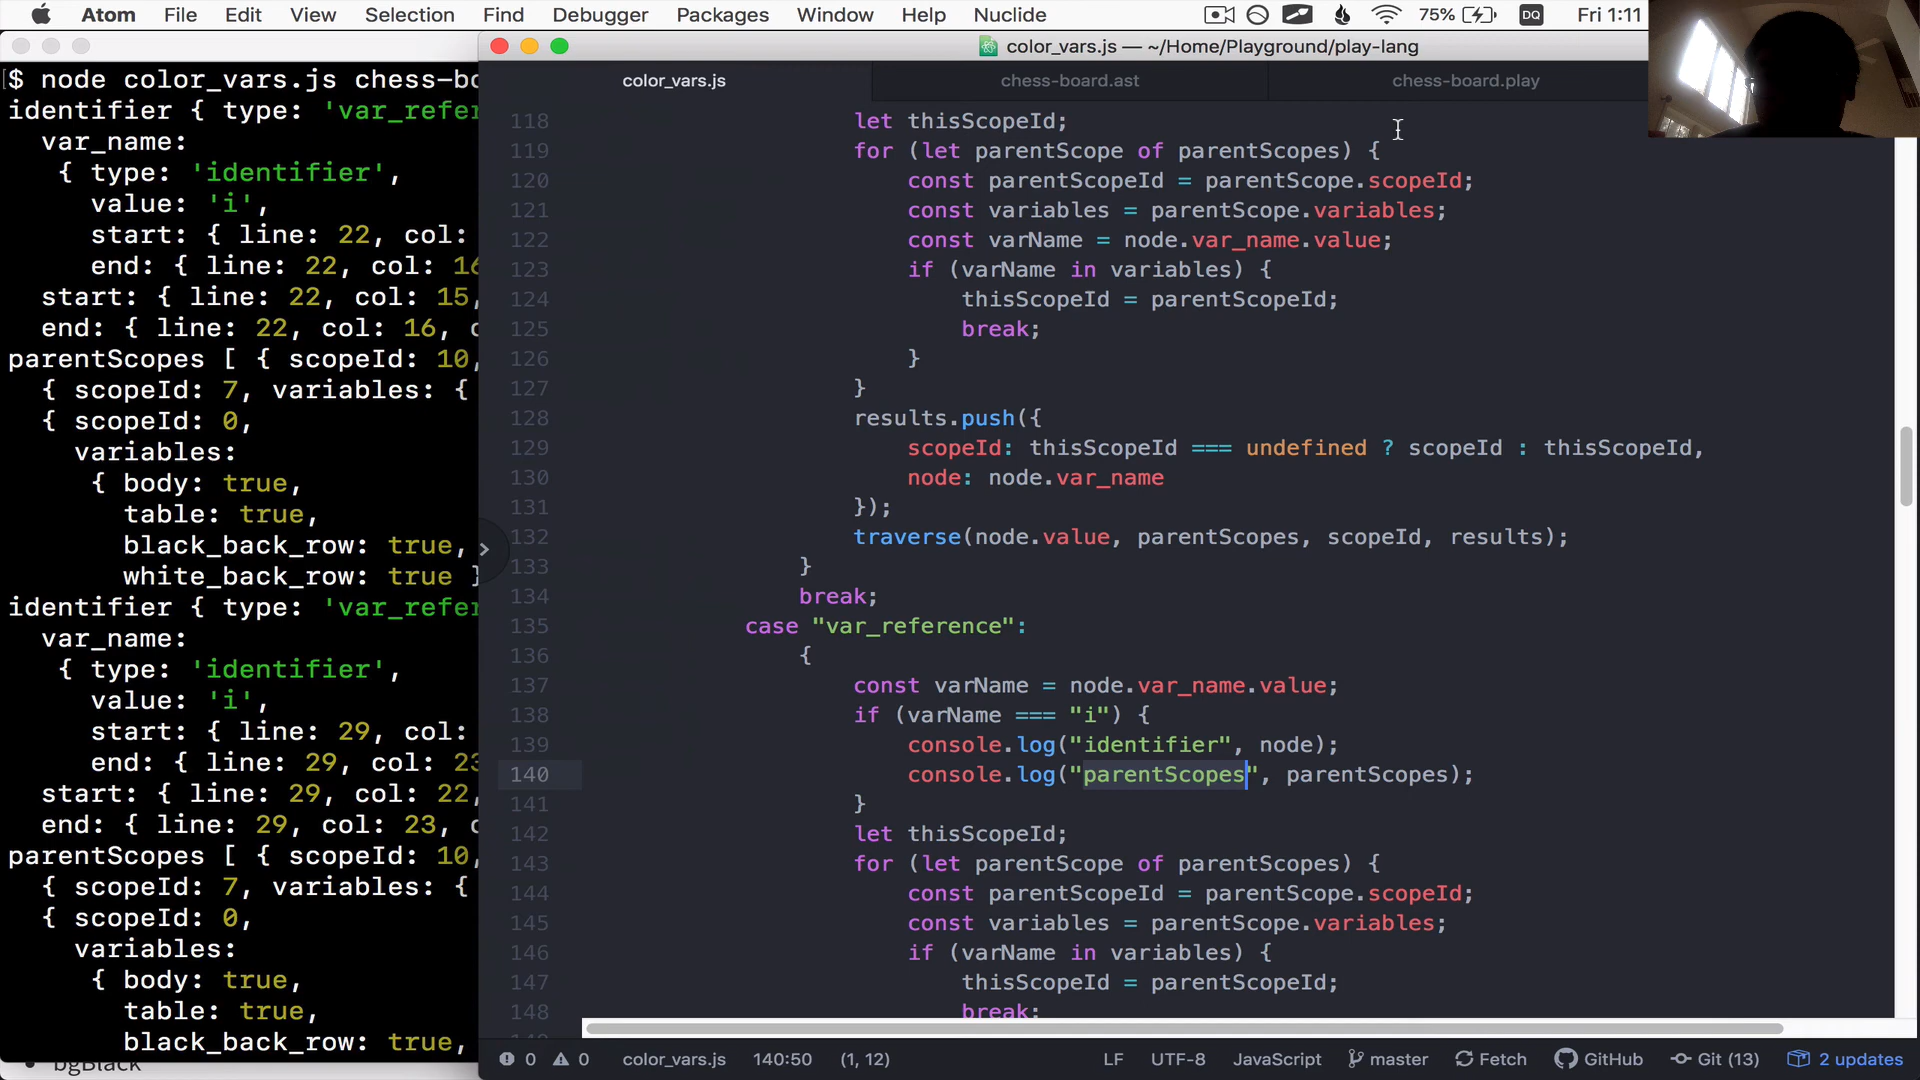 Atom File Edit View Selection Find Debugger Packages Window Help Nuclide 75% DQ Fri 1:11
color_vars.js — ~/Home/Playground/play-lang
color_vars.js chess-board.ast chess-board.play
$ node color_vars.js chess-bo
identifier { type: 'var_refer
var_name:
{ type: 'identifier',
value: 'i',
start: { line: 22, col:
end: { line: 22, col: 16
start: { line: 22, col: 15,
end: { line: 22, col: 16, c
parentScopes [ { scopeId: 10,
{ scopeId: 7, variables: {
{ scopeId: 0,
variables:
{ body: true,
table: true,
black_back_row: true,
white_back_row: true }
identifier { type: 'var_refer
var_name:
{ type: 'identifier',
value: 'i',
start: { line: 29, col:
end: { line: 29, col: 23
start: { line: 29, col: 22,
end: { line: 29, col: 23, c
parentScopes [ { scopeId: 10,
{ scopeId: 7, variables: {
{ scopeId: 0,
variables:
{ body: true,
table: true,
black_back_row: true,
bgBlack
118 let thisScopeId;
119 for (let parentScope of parentScopes) {
120 const parentScopeId = parentScope.scopeId;
121 const variables = parentScope.variables;
122 const varName = node.var_name.value;
123 if (varName in variables) {
124 thisScopeId = parentScopeId;
125 break;
126 }
127 }
128 results.push({
129 scopeId: thisScopeId === undefined ? scopeId : thisScopeId,
130 node: node.var_name
131 });
132 traverse(node.value, parentScopes, scopeId, results);
133 }
134 break;
135 case "var_reference":
136 {
137 const varName = node.var_name.value;
138 if (varName === "i") {
139 console.log("identifier", node);
140 console.log("parentScopes", parentScopes);
141 }
142 let thisScopeId;
143 for (let parentScope of parentScopes) {
144 const parentScopeId = parentScope.scopeId;
145 const variables = parentScope.variables;
146 if (varName in variables) {
147 thisScopeId = parentScopeId;
148 break;
0 0 color_vars.js 140:50 (1, 12) LF UTF-8 JavaScript master Fetch GitHub Git (13) 2 updates